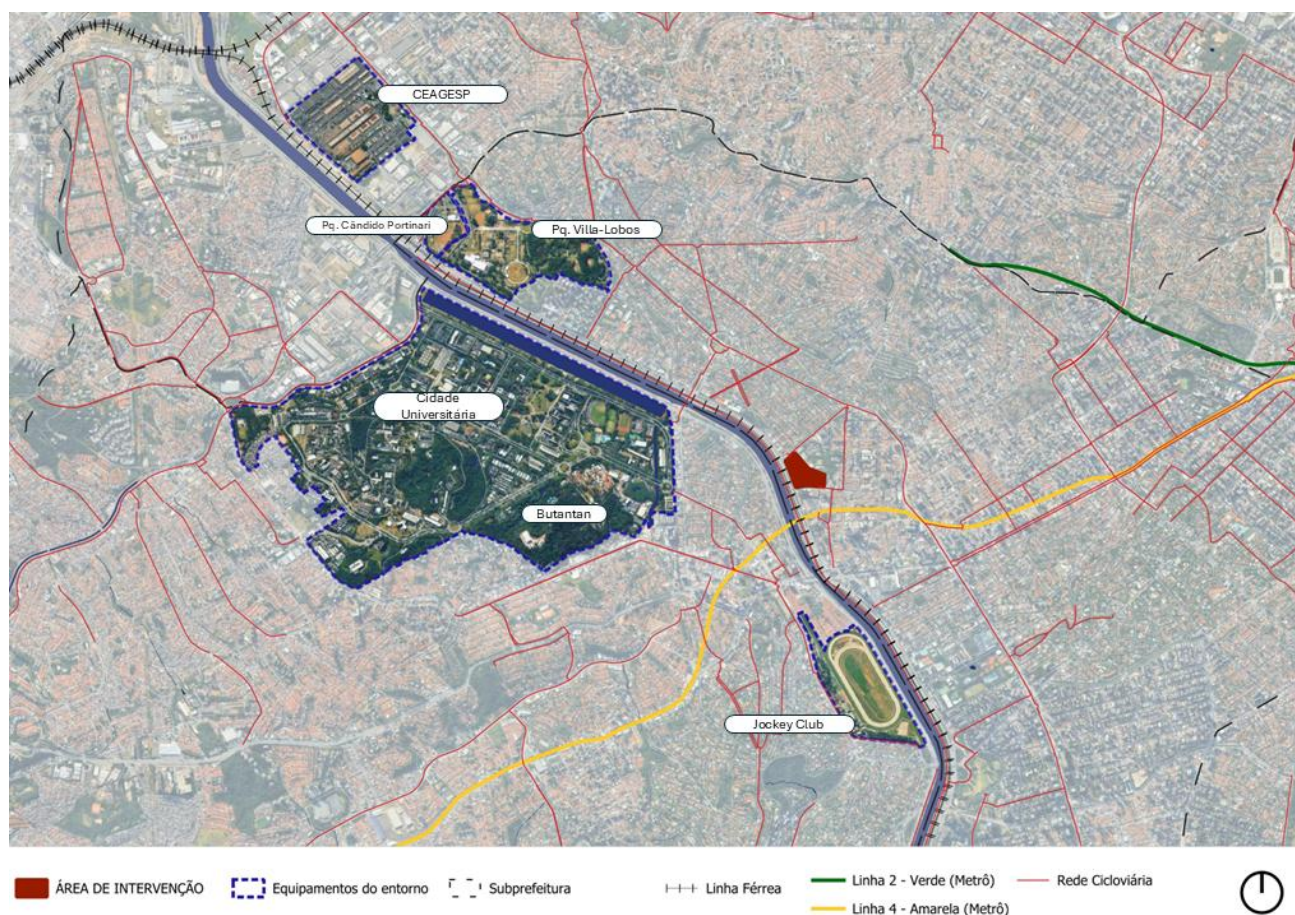 CEAGESP
Pq. Cândido Portinari
Pq. Villa-Lobos
Cidade
Universitária
Butantan
Jockey Club
ÁREA DE INTERVENÇÃO
Equipamentos do entorno
Subprefeitura
Linha Férrea
Linha 2 - Verde (Metrô)
Linha 4 - Amarela (Metrô)
Rede Cicloviária